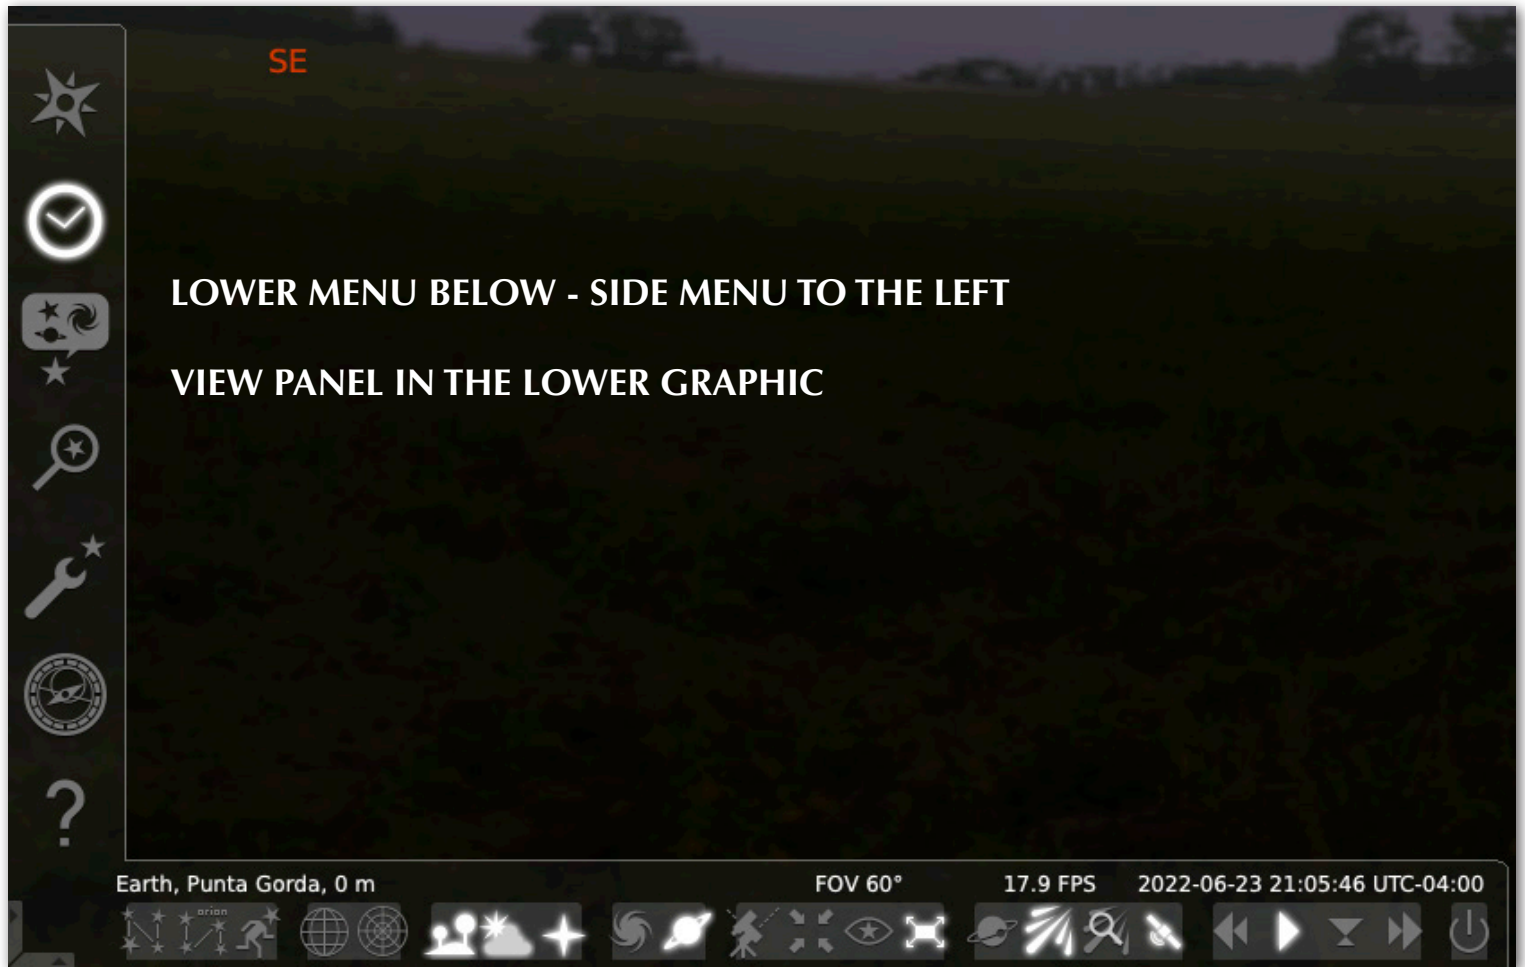 SE
LOWER MENU BELOW - SIDE MENU TO THE LEFT
VIEW PANEL IN THE LOWER GRAPHIC
Earth, Punta Gorda, 0 m FOV 60° 17.9 FPS 2022-06-23 21:05:46 UTC-04:00
orion